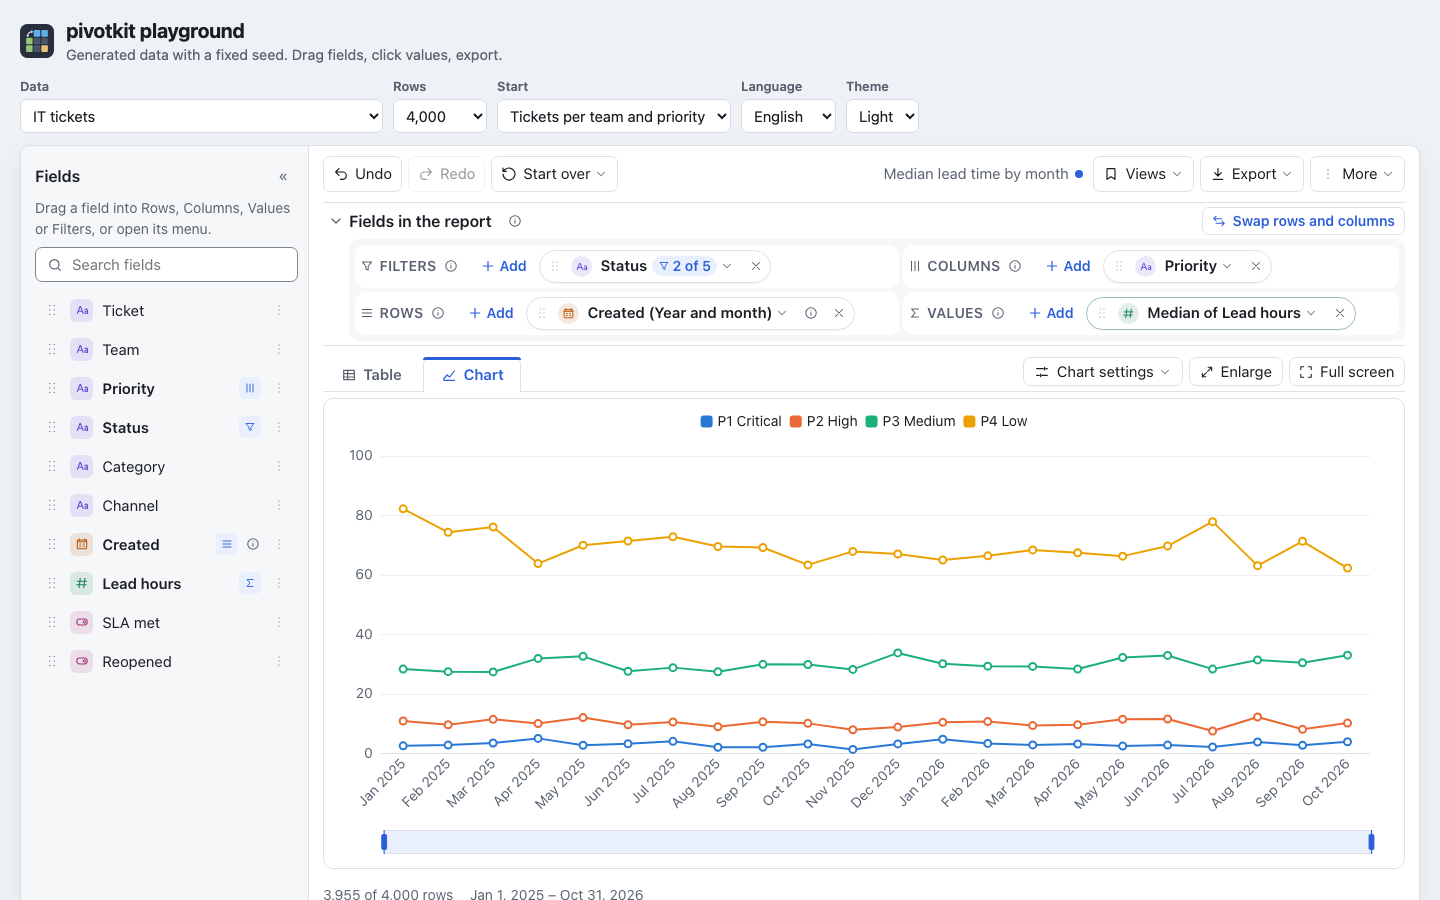 pivotkit playground
Generated data with a fixed seed. Drag fields, click values, export.
Data
Rows
Start
Language
Theme
IT tickets
4,000
Tickets per team and priority
English
Light
Fields
«
Drag a field into Rows, Columns, Values
or Filters, or open its menu.
Search fields
Aa Ticket
Aa Team
Aa Priority
Aa Status
Aa Category
Aa Channel
Created
# Lead hours Σ
SLA met
Reopened
Undo
Redo
Start over
Median lead time by month
Views
Export
More
Fields in the report
Swap rows and columns
FILTERS + Add Aa Status 2 of 5
COLUMNS + Add Aa Priority
ROWS + Add Created (Year and month)
Σ VALUES + Add # Median of Lead hours
Table
Chart
Chart settings
Enlarge
Full screen
P1 Critical P2 High P3 Medium P4 Low
100
80
60
40
20
0
Jan 2025
Feb 2025
Mar 2025
Apr 2025
May 2025
Jun 2025
Jul 2025
Aug 2025
Sep 2025
Oct 2025
Nov 2025
Dec 2025
Jan 2026
Feb 2026
Mar 2026
Apr 2026
May 2026
Jun 2026
Jul 2026
Aug 2026
Sep 2026
Oct 2026
3,955 of 4,000 rows Jan 1, 2025 – Oct 31, 2026